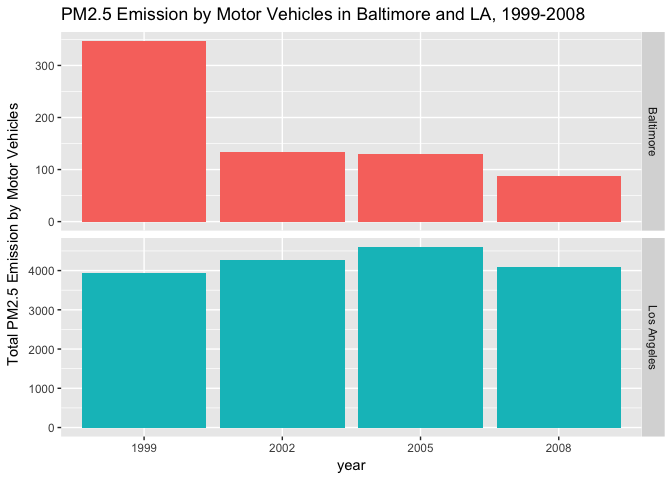 PM2.5 Emission by Motor Vehicles in Baltimore and LA, 1999-2008
Total PM2.5 Emission by Motor Vehicles
300
200
100
0
Baltimore
4000
3000
2000
1000
0
Los Angeles
1999 2002 2005 2008
year